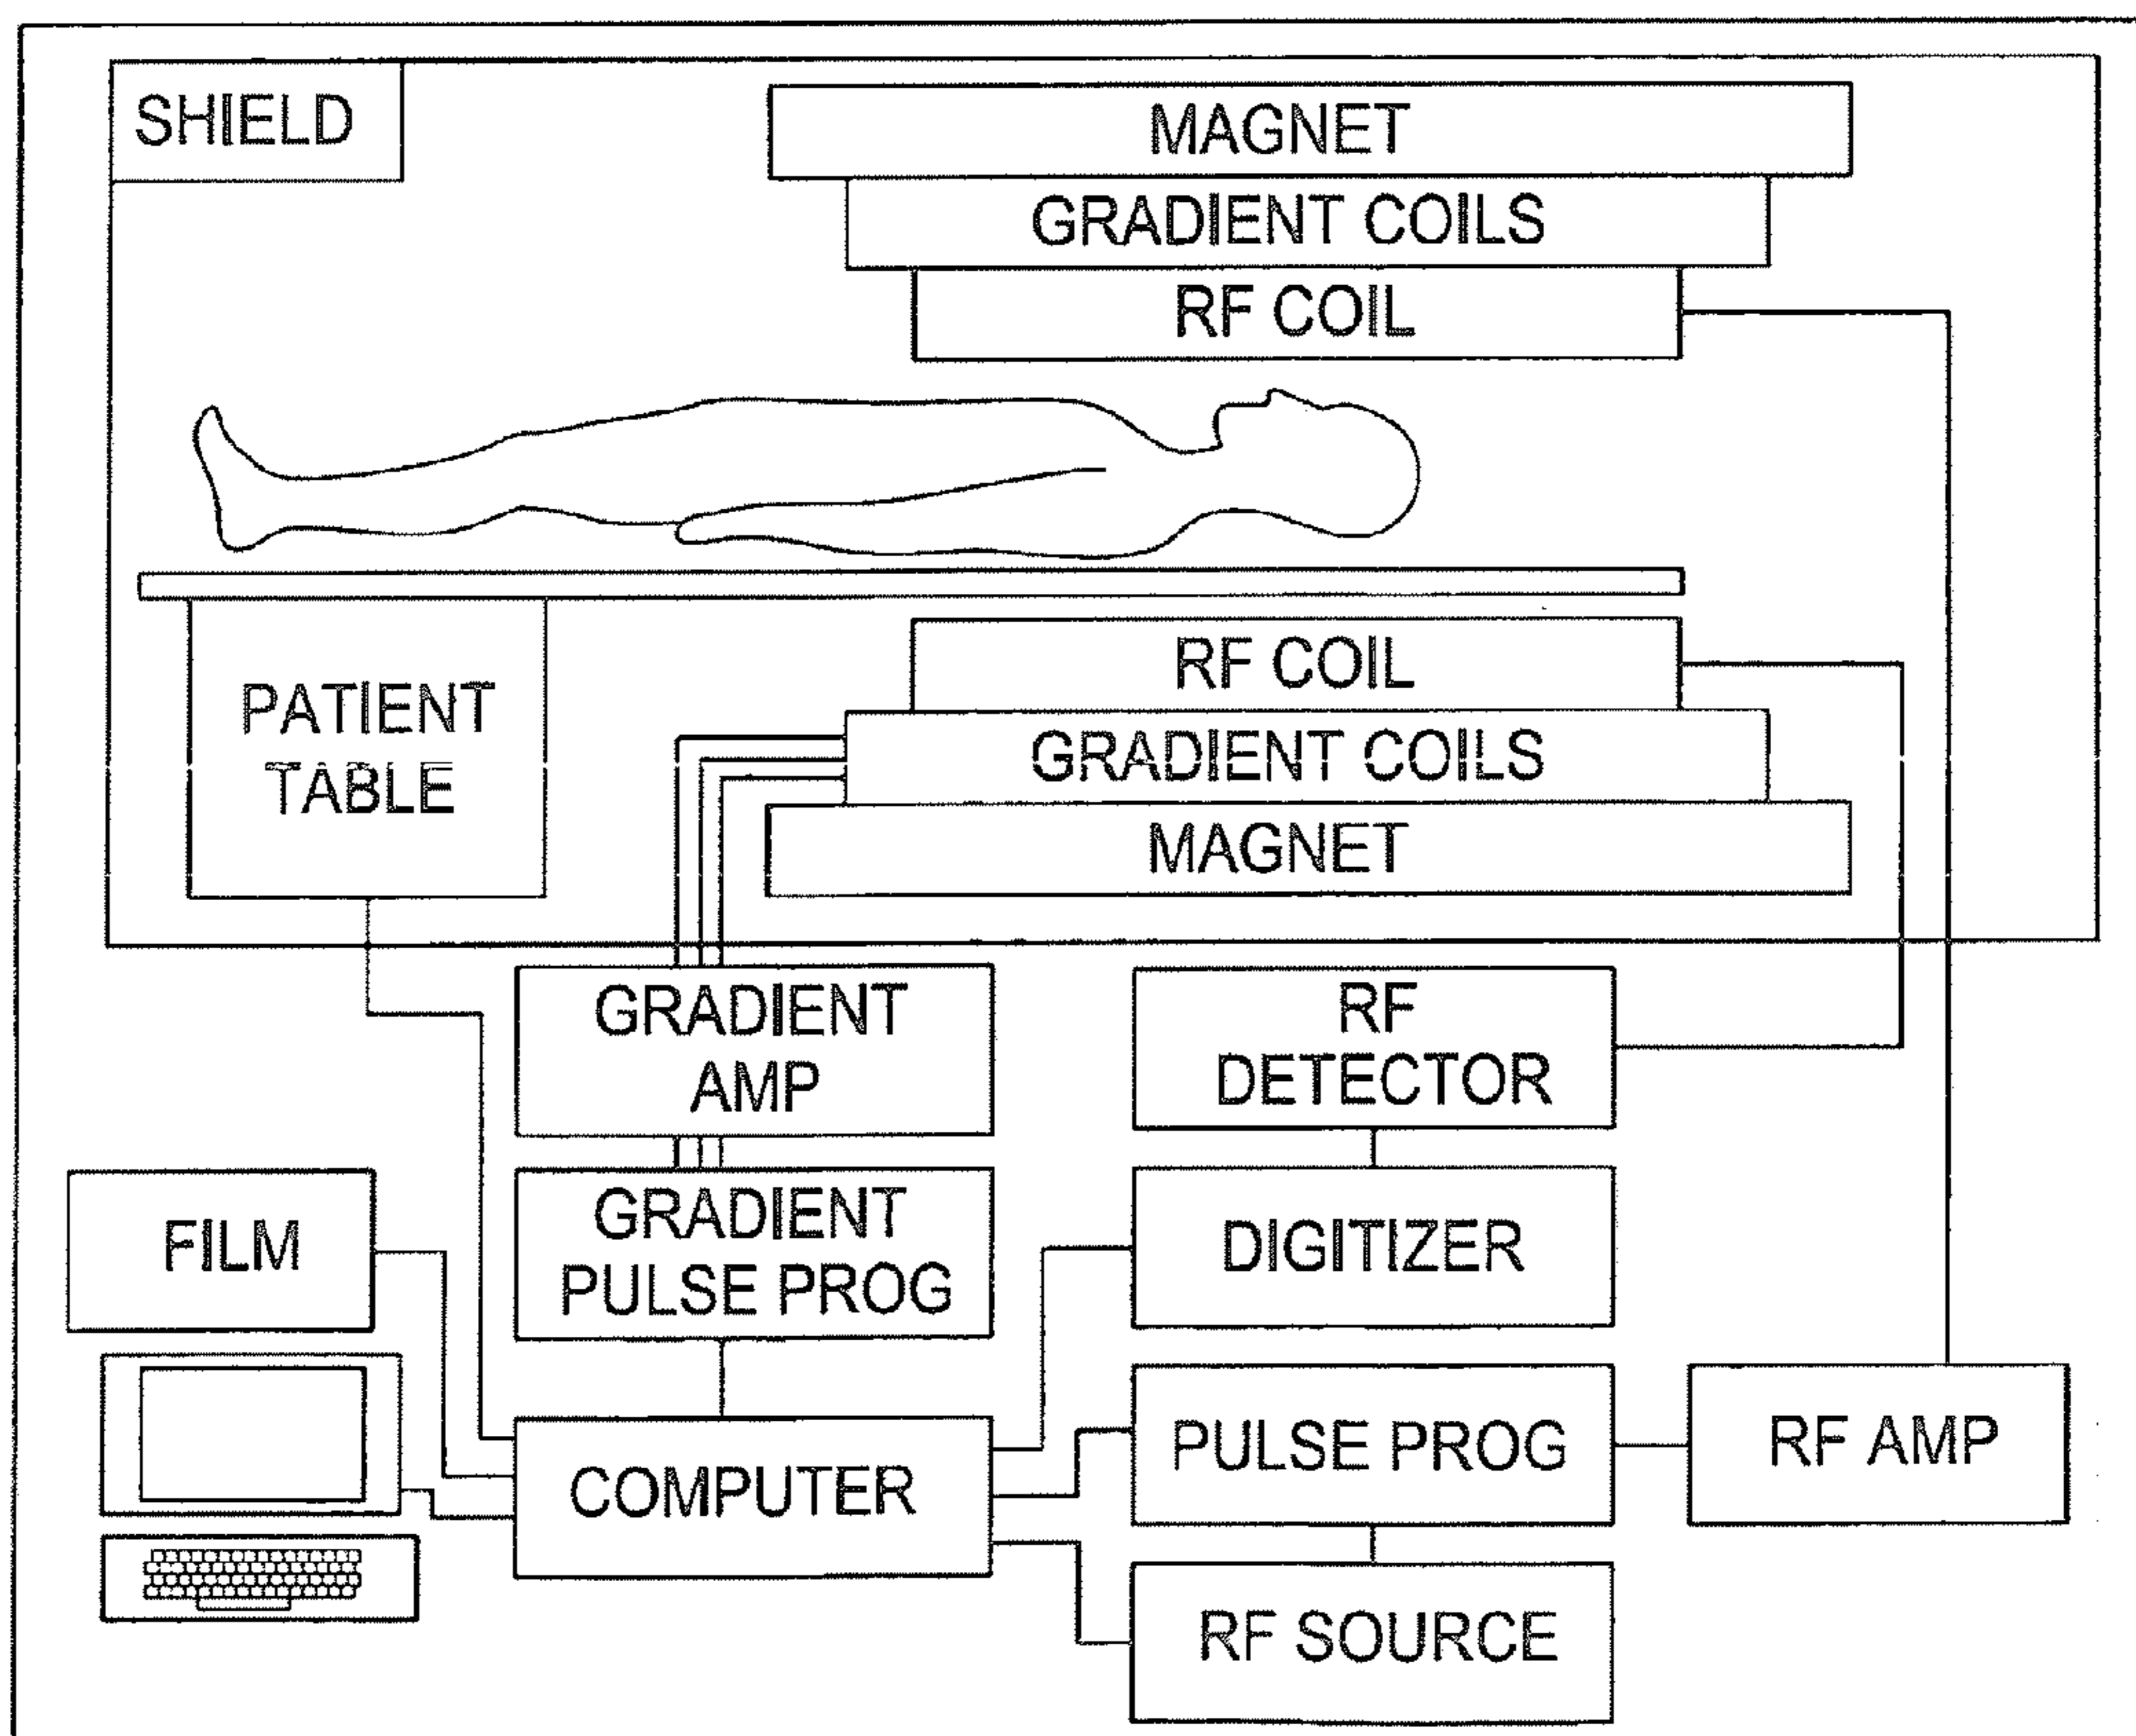 SHIELD
MAGNET
GRADIENT COILS
RF COIL
RF COIL
PATIENT
TABLE
GRADIENT COILS
MAGNET
GRADIENT
AMP
RF
DETECTOR
FILM
GRADIENT
PULSE PROG
DIGITIZER
COMPUTER
PULSE PROG
RF AMP
RF SOURCE